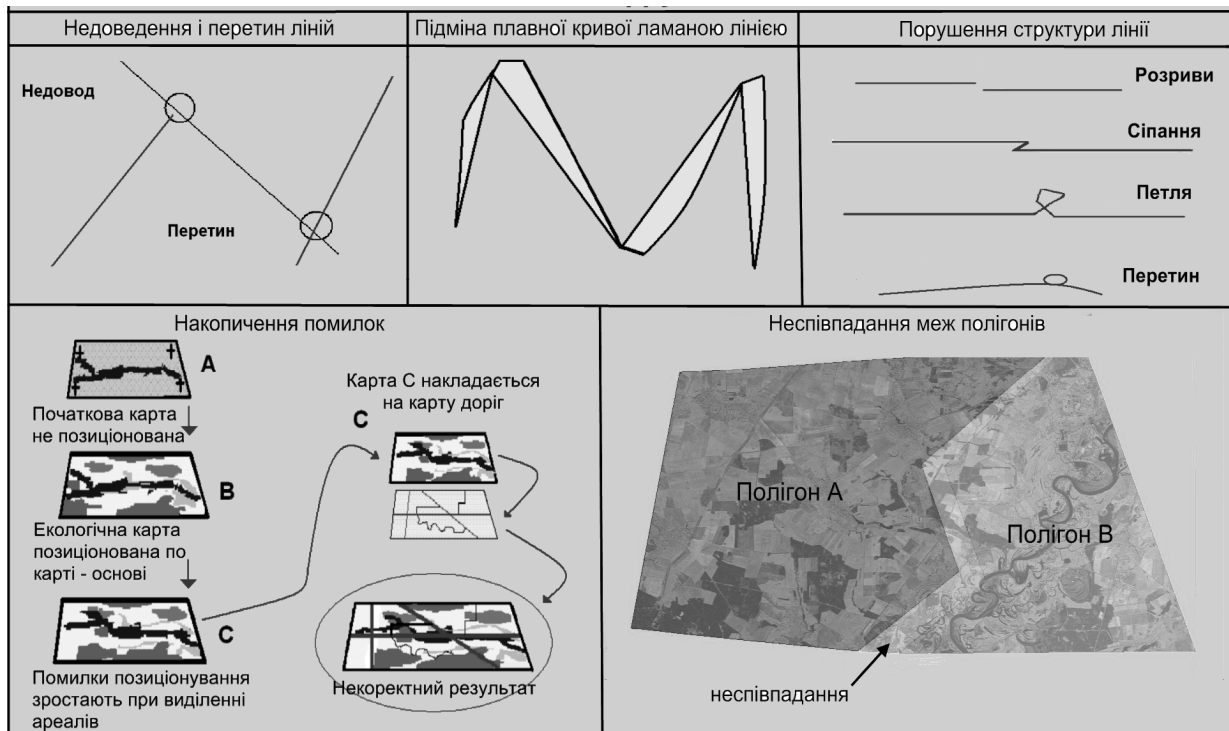 Недоведення і перетин ліній
Недовод
Перетин
Підміна плавної кривої ламаною лінією
Порушення структури лінії
Розриви
Сіпання
Петля
Перетин
Накопичення помилок
A
Початкова карта
не позиціонована
B
Екологічна карта
позиціонована по
карті - основі
C
Помилки позиціонування
зростають при виділенні
ареалів
Карта С накладається
на карту доріг
C
Некоректний результат
Неспівпадання меж полігонів
Полігон А
Полігон В
неспівпадання